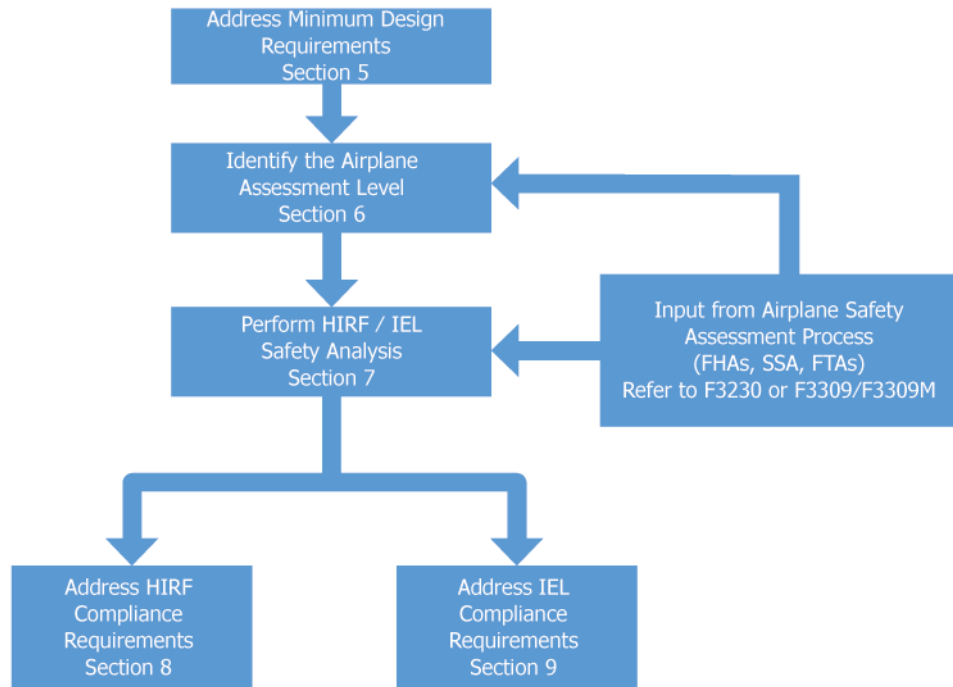 Address Minimum Design
Requirements
Section 5
Identify the Airplane
Assessment Level
Section 6
Perform HIRF / IEL
Safety Analysis
Section 7
Input from Airplane Safety
Assessment Process
(FHAs, SSA, FTAs)
Refer to F3230 or F3309/F3309M
Address HIRF
Compliance
Requirements
Section 8
Address IEL
Compliance
Requirements
Section 9